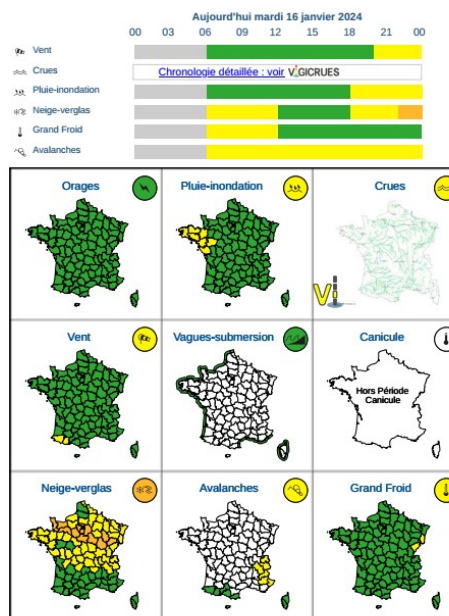 Aujourd'hui mardi 16 janvier 2024
00 03 06 09 12 15 18 21 00
Vent
Crues
Chronologie détaillée : voir VIGICRUES
Pluie-inondation
Neige-verglas
Grand Froid
Avalanches
Orages
Pluie-inondation
Crues
V
Vent
Vagues-submersion
Canicule
Hors Période
Canicule
Neige-verglas
Avalanches
Grand Froid